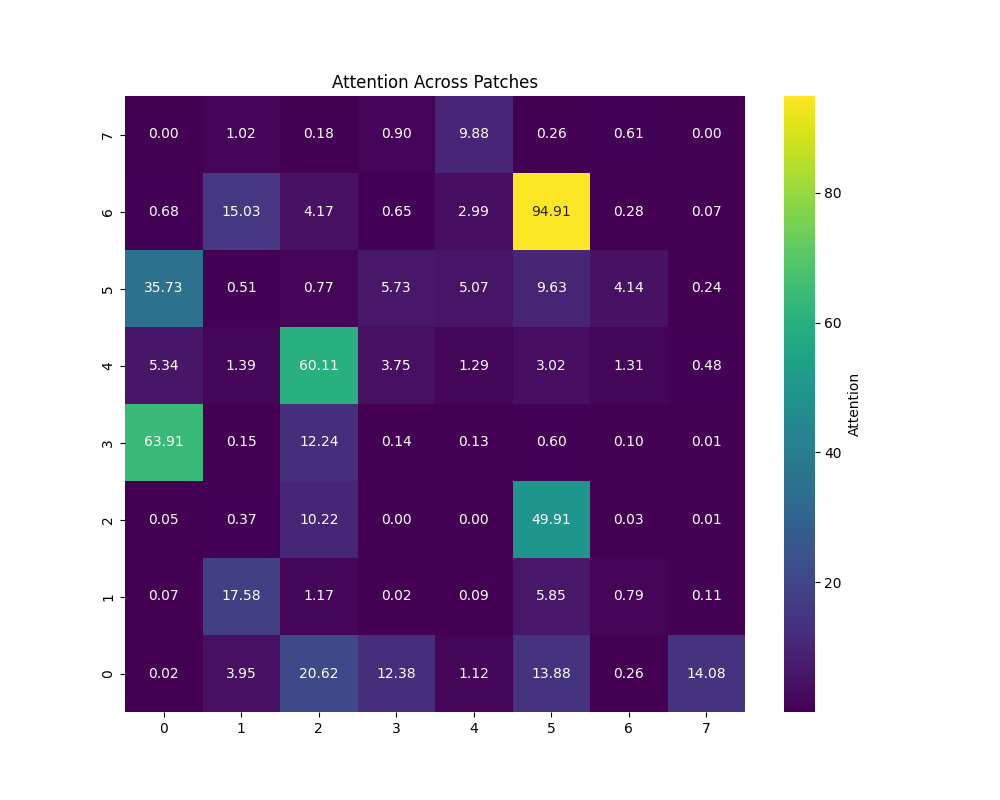 Attention Across Patches
7 0.00 1.02 0.18 0.90 9.88 0.26 0.61 0.00
6 0.68 15.03 4.17 0.65 2.99 94.91 0.28 0.07
5 35.73 0.51 0.77 5.73 5.07 9.63 4.14 0.24
4 5.34 1.39 60.11 3.75 1.29 3.02 1.31 0.48
3 63.91 0.15 12.24 0.14 0.13 0.60 0.10 0.01
2 0.05 0.37 10.22 0.00 0.00 49.91 0.03 0.01
1 0.07 17.58 1.17 0.02 0.09 5.85 0.79 0.11
0 0.02 3.95 20.62 12.38 1.12 13.88 0.26 14.08
0 1 2 3 4 5 6 7
80
60
40
20
Attention